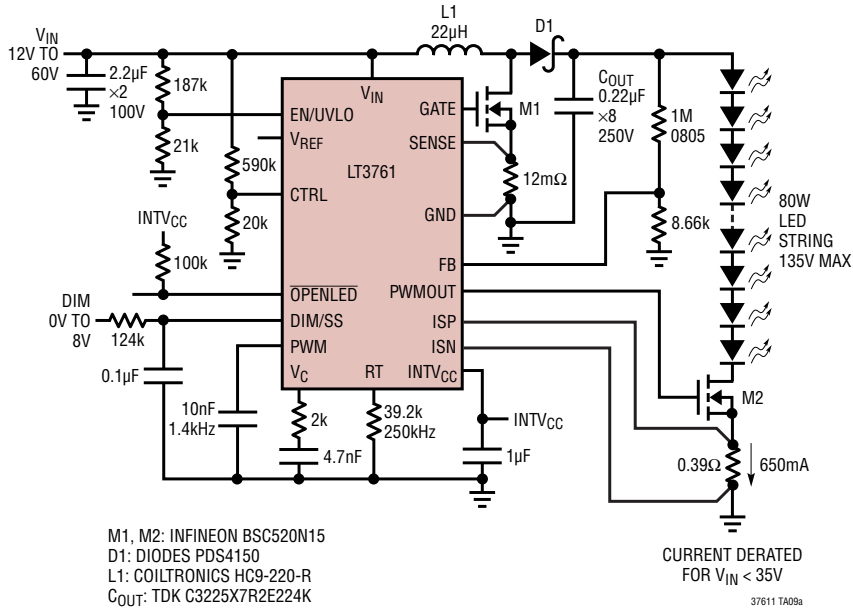 L1
22µH
D1
VIN
12V TO
60V
2.2µF
×2
100V
187k
21k
590k
20k
INTVCC
100k
DIM
0V TO
8V
124k
0.1µF
10nF
1.4kHz
VIN
EN/UVLO
VREF
LT3761
CTRL
OPENLED
DIM/SS
PWM
VC
RT
INTVCC
GATE
SENSE
GND
FB
PWMOUT
ISP
ISN
M1
12mΩ
COUT
0.22µF
×8
250V
1M
0805
8.66k
80W
LED
STRING
135V MAX
M2
2k
4.7nF
39.2k
250kHz
INTVCC
1µF
0.39Ω
650mA
M1, M2: INFINEON BSC520N15
D1: DIODES PDS4150
L1: COILTRONICS HC9-220-R
COUT: TDK C3225X7R2E224K
CURRENT DERATED
FOR VIN < 35V
37611 TA09a